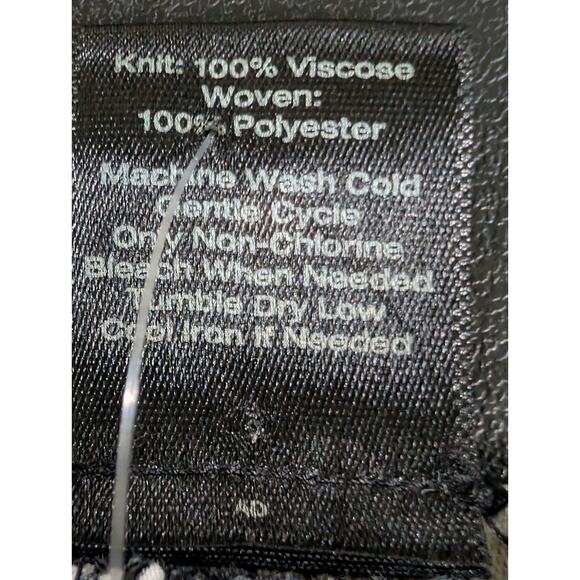 Knit: 100% Viscose
Woven:
100% Polyester
Machine Wash Cold
Gentle Cycle
Only Non-Chlorine
Bleach When Needed
Tumble Dry Low
Cool Iron If Needed
AD